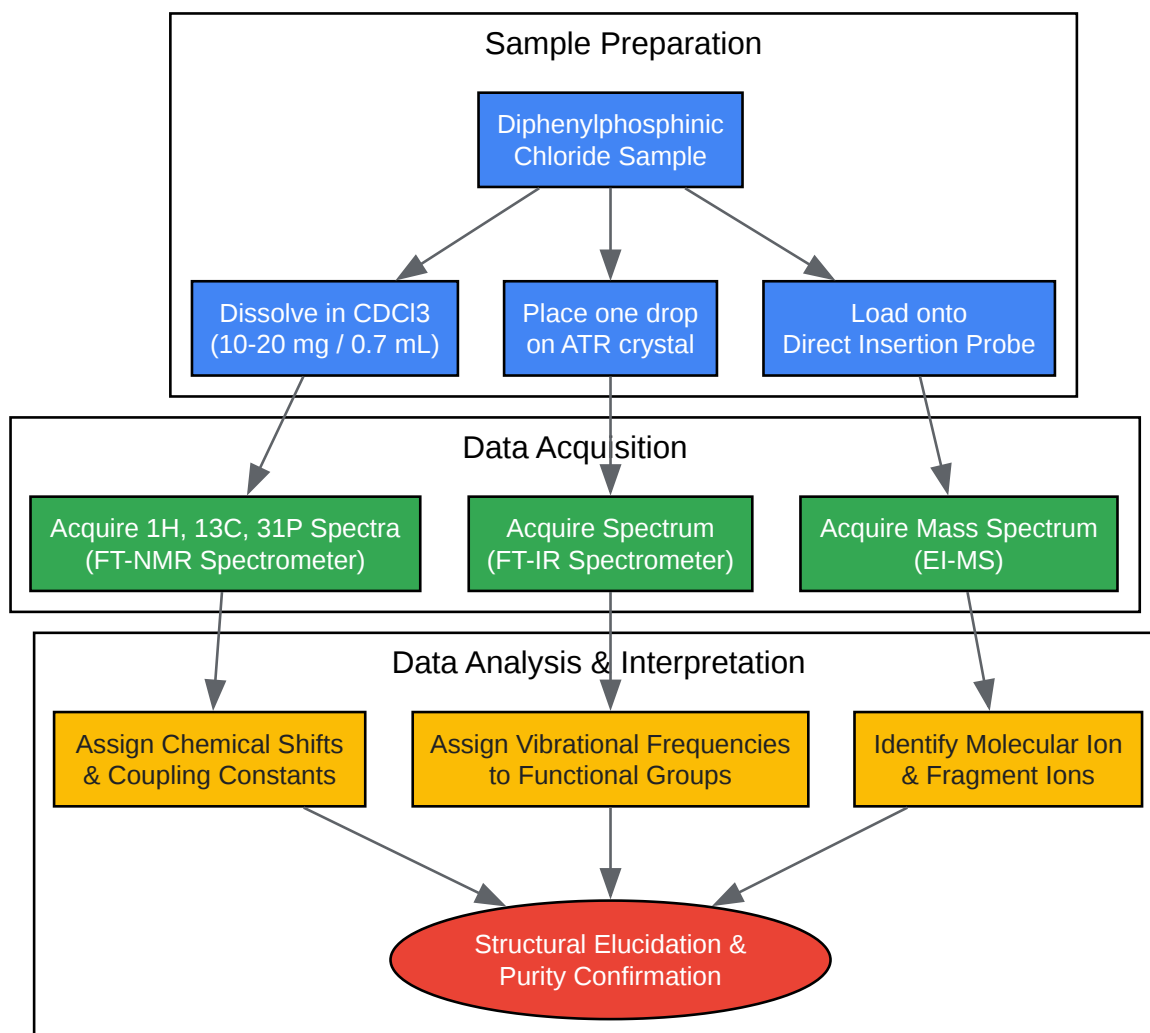 Sample Preparation
Diphenylphosphinic
Chloride Sample
Dissolve in CDCl3
(10-20 mg / 0.7 mL)
Place one drop
on ATR crystal
Load onto
Direct Insertion Probe
Data Acquisition
Acquire 1H, 13C, 31P Spectra
(FT-NMR Spectrometer)
Acquire Spectrum
(FT-IR Spectrometer)
Acquire Mass Spectrum
(EI-MS)
Data Analysis & Interpretation
Assign Chemical Shifts
& Coupling Constants
Assign Vibrational Frequencies
to Functional Groups
Identify Molecular Ion
& Fragment Ions
Structural Elucidation &
Purity Confirmation